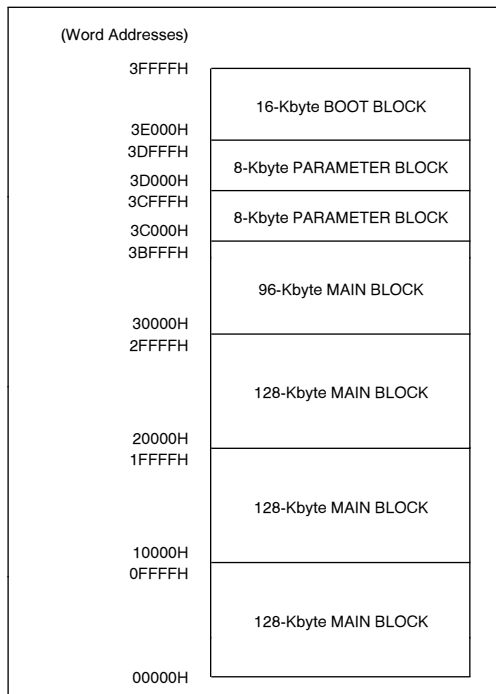 (Word Addresses)
3FFFFH
16-Kbyte BOOT BLOCK
3E000H
3DFFFH
8-Kbyte PARAMETER BLOCK
3D000H
3CFFFH
8-Kbyte PARAMETER BLOCK
3C000H
3BFFFH
96-Kbyte MAIN BLOCK
30000H
2FFFFH
128-Kbyte MAIN BLOCK
20000H
1FFFFH
128-Kbyte MAIN BLOCK
10000H
0FFFFH
128-Kbyte MAIN BLOCK
00000H